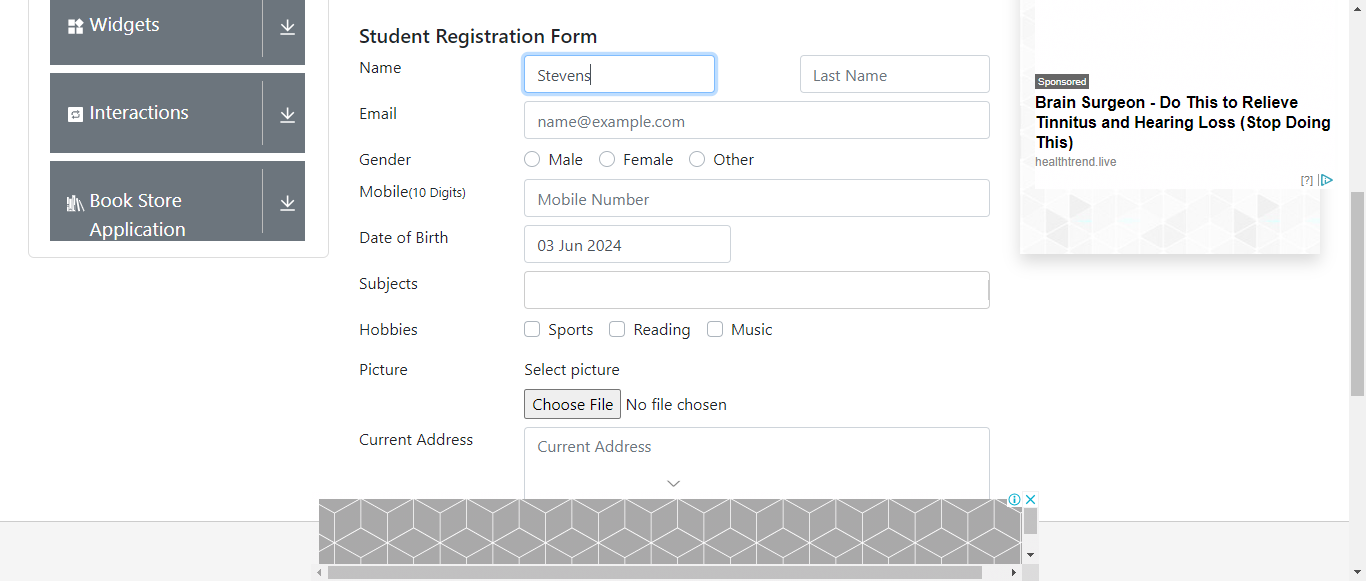 Widgets
Interactions
Book Store
Application
Student Registration Form
Name
Stevens
Last Name
Email
name@example.com
Gender
Male
Female
Other
Mobile(10 Digits)
Mobile Number
Date of Birth
03 Jun 2024
Subjects
Hobbies
Sports
Reading
Music
Picture
Select picture
Choose File
No file chosen
Current Address
Current Address
Sponsored
Brain Surgeon - Do This to Relieve
Tinnitus and Hearing Loss (Stop Doing
This)
healthtrend.live
[?]